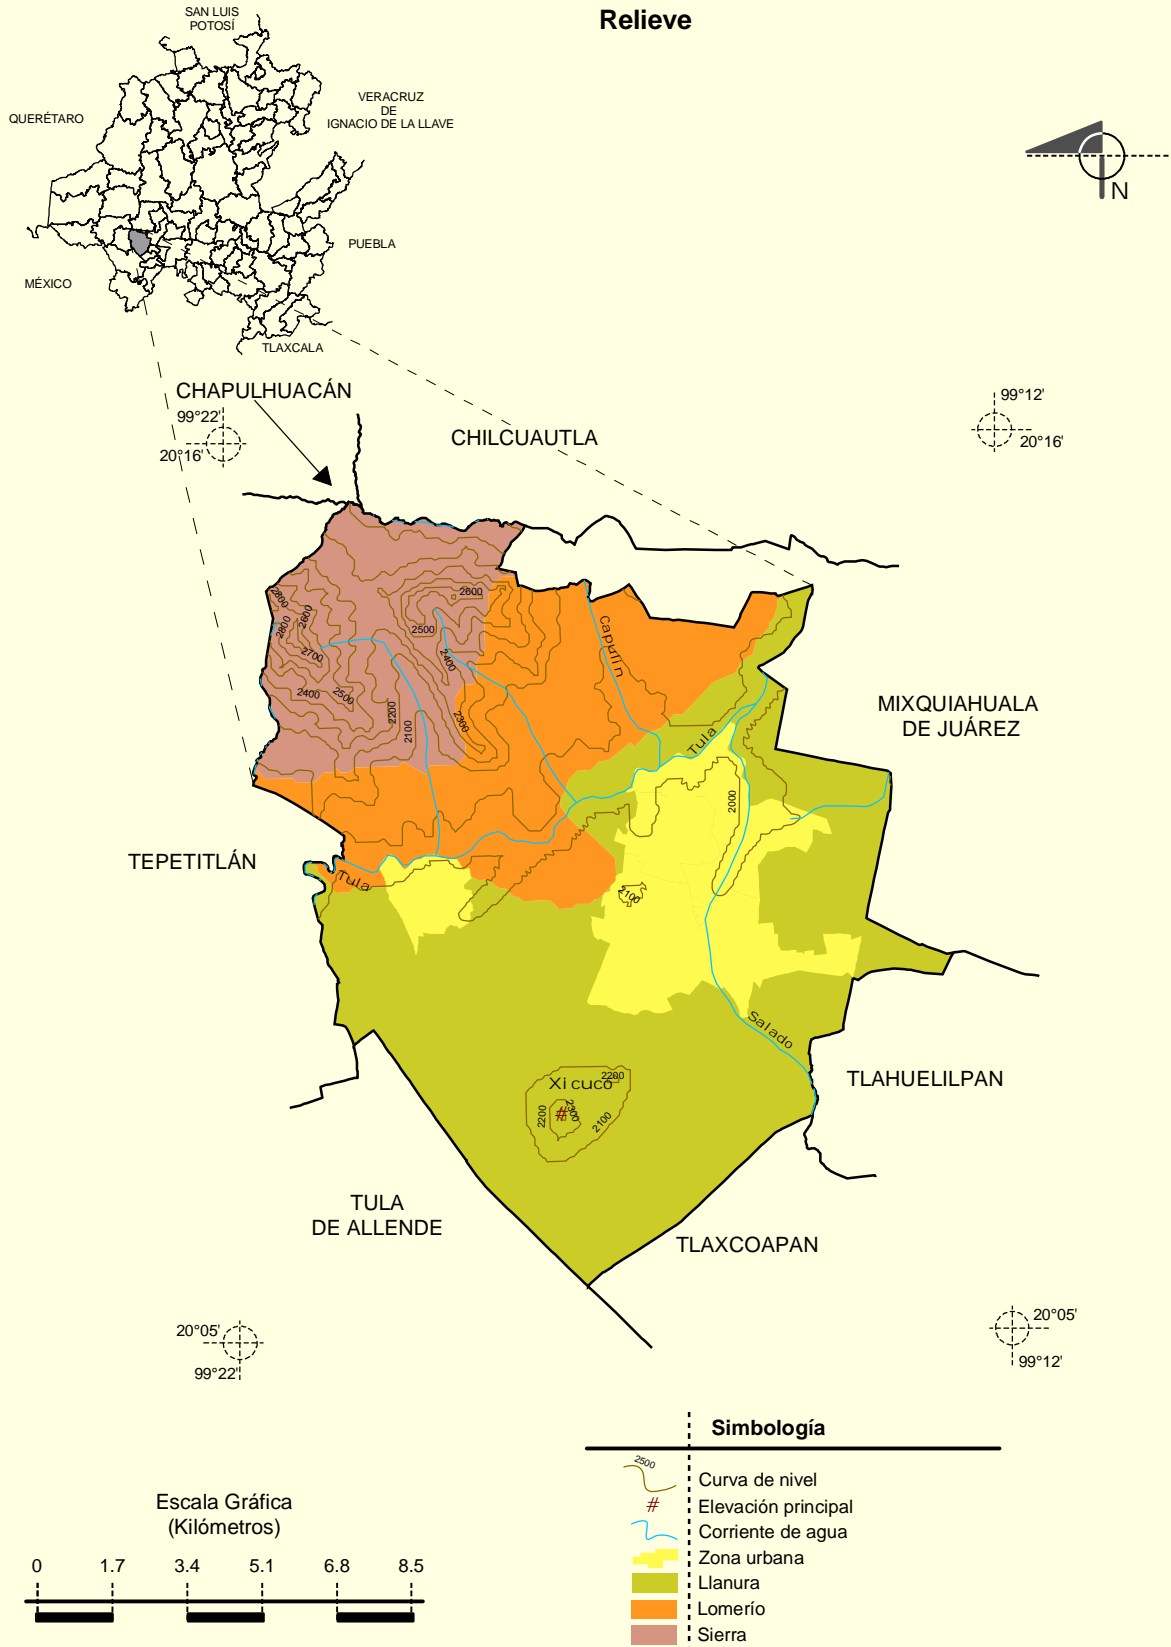 Relieve
SAN LUIS
POTOSÍ
QUERÉTARO
VERACRUZ
DE
IGNACIO DE LA LLAVE
N
PUEBLA
MÉXICO
TLAXCALA
CHAPULHUACÁN
99°22'
20°16'
CHILCUAUTLA
99°12'
20°16'
2800
2800
2600
2700
2400
2500
2200
2100
2600
2500
2400
2300
Capulín
MIXQUIAHUALA
DE JUÁREZ
Tula
2000
TEPETITLÁN
Tula
2100
Salado
TLAHUELILPAN
Xicuco
2200
2200
2300
#
2100
TULA
DE ALLENDE
TLAXCOAPAN
20°05'
99°22'
20°05'
99°12'
Simbología
2500
Curva de nivel
# Elevación principal
Corriente de agua
Zona urbana
Llanura
Lomerío
Sierra
Escala Gráfica
(Kilómetros)
0 1.7 3.4 5.1 6.8 8.5